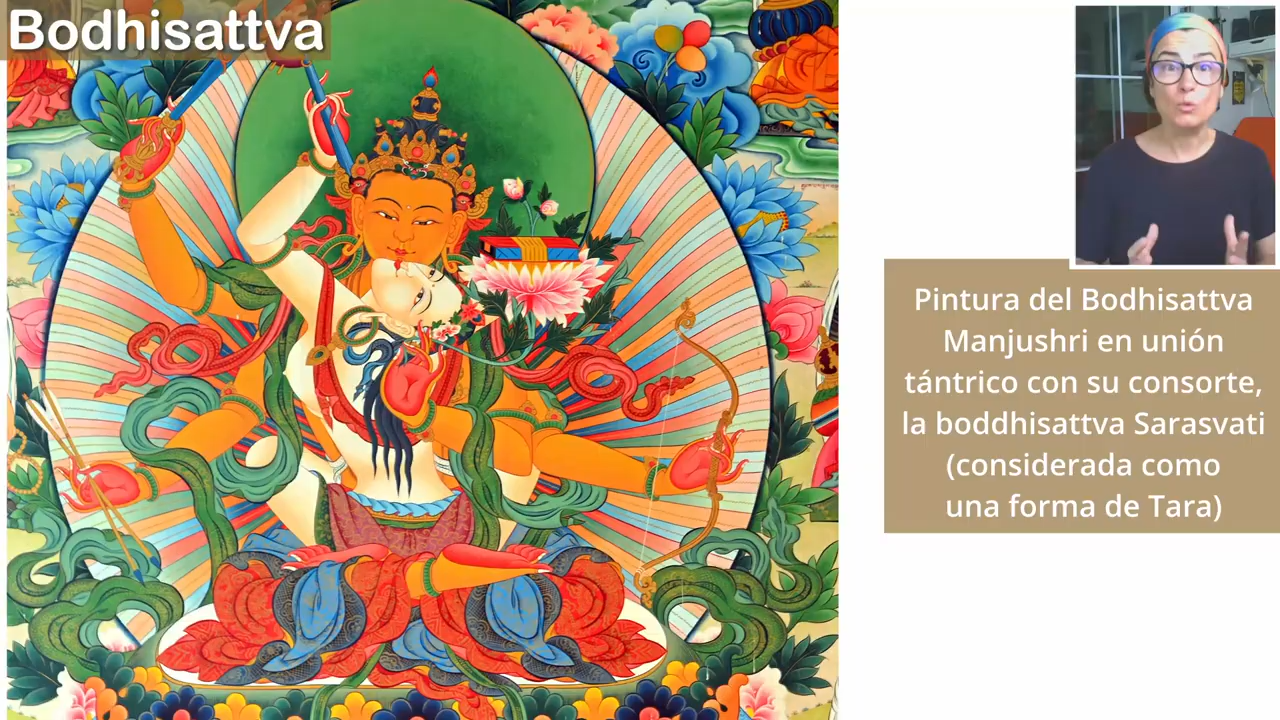 Bodhisattva
Pintura del Bodhisattva
Manjushri en unión
tántrico con su consorte,
la boddhisattva Sarasvati
(considerada como
una forma de Tara)